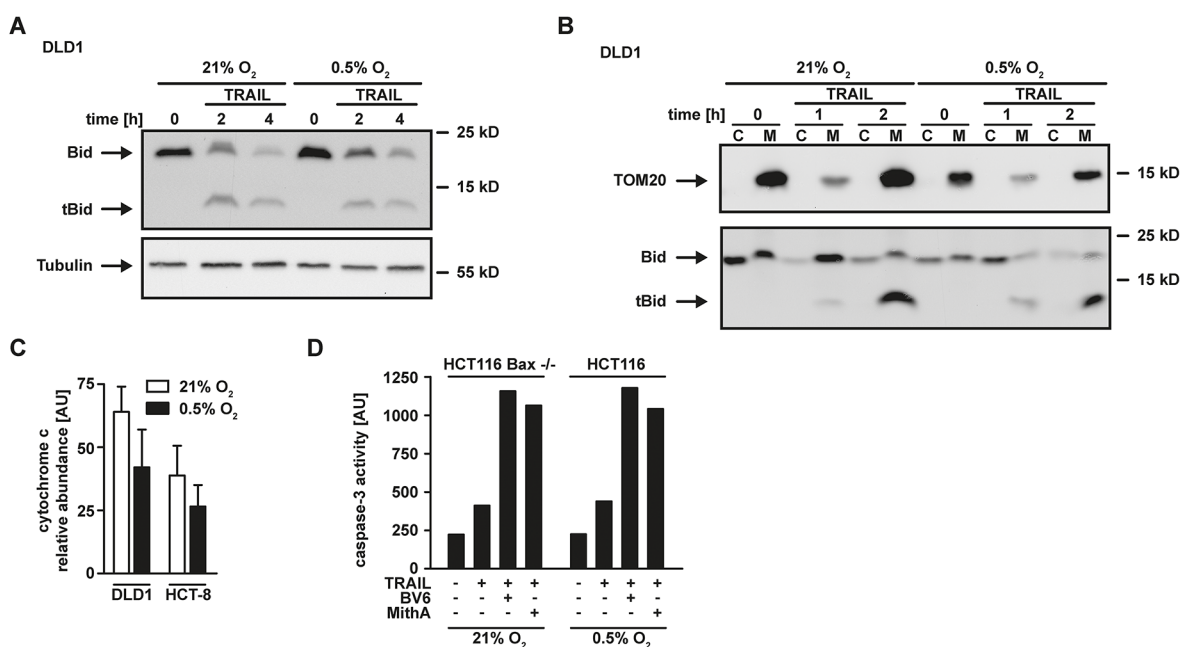 A
DLD1
21% O2 0.5% O2
TRAIL TRAIL
time [h] 0 2 4 0 2 4
25 kD
Bid
15 kD
tBid
Tubulin
55 kD
B
DLD1
21% O2 0.5% O2
TRAIL TRAIL
time [h] 0 1 2 0 1 2
C M C M C M C M C M C M
TOM20 15 kD
25 kD
Bid
15 kD
tBid
C
75
50
25
0
cytochrome c
relative abundance [AU]
21% O2
0.5% O2
DLD1 HCT-8
D
HCT116 Bax -/- HCT116
1250
1000
750
500
250
0
caspase-3 activity [AU]
TRAIL - + + + - + + +
BV6 - - + - - - + -
MithA - - - + - - - +
21% O2 0.5% O2